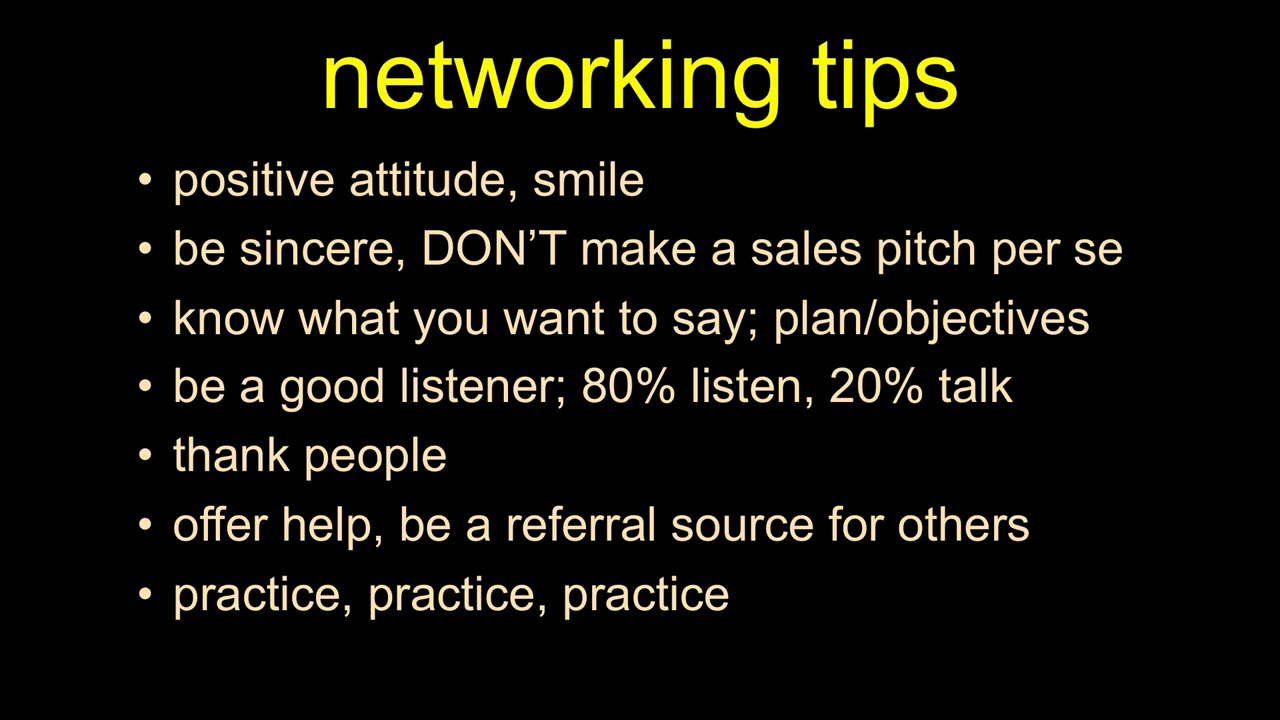 networking tips
• positive attitude, smile
• be sincere, DON’T make a sales pitch per se
• know what you want to say; plan/objectives
• be a good listener; 80% listen, 20% talk
• thank people
• offer help, be a referral source for others
• practice, practice, practice